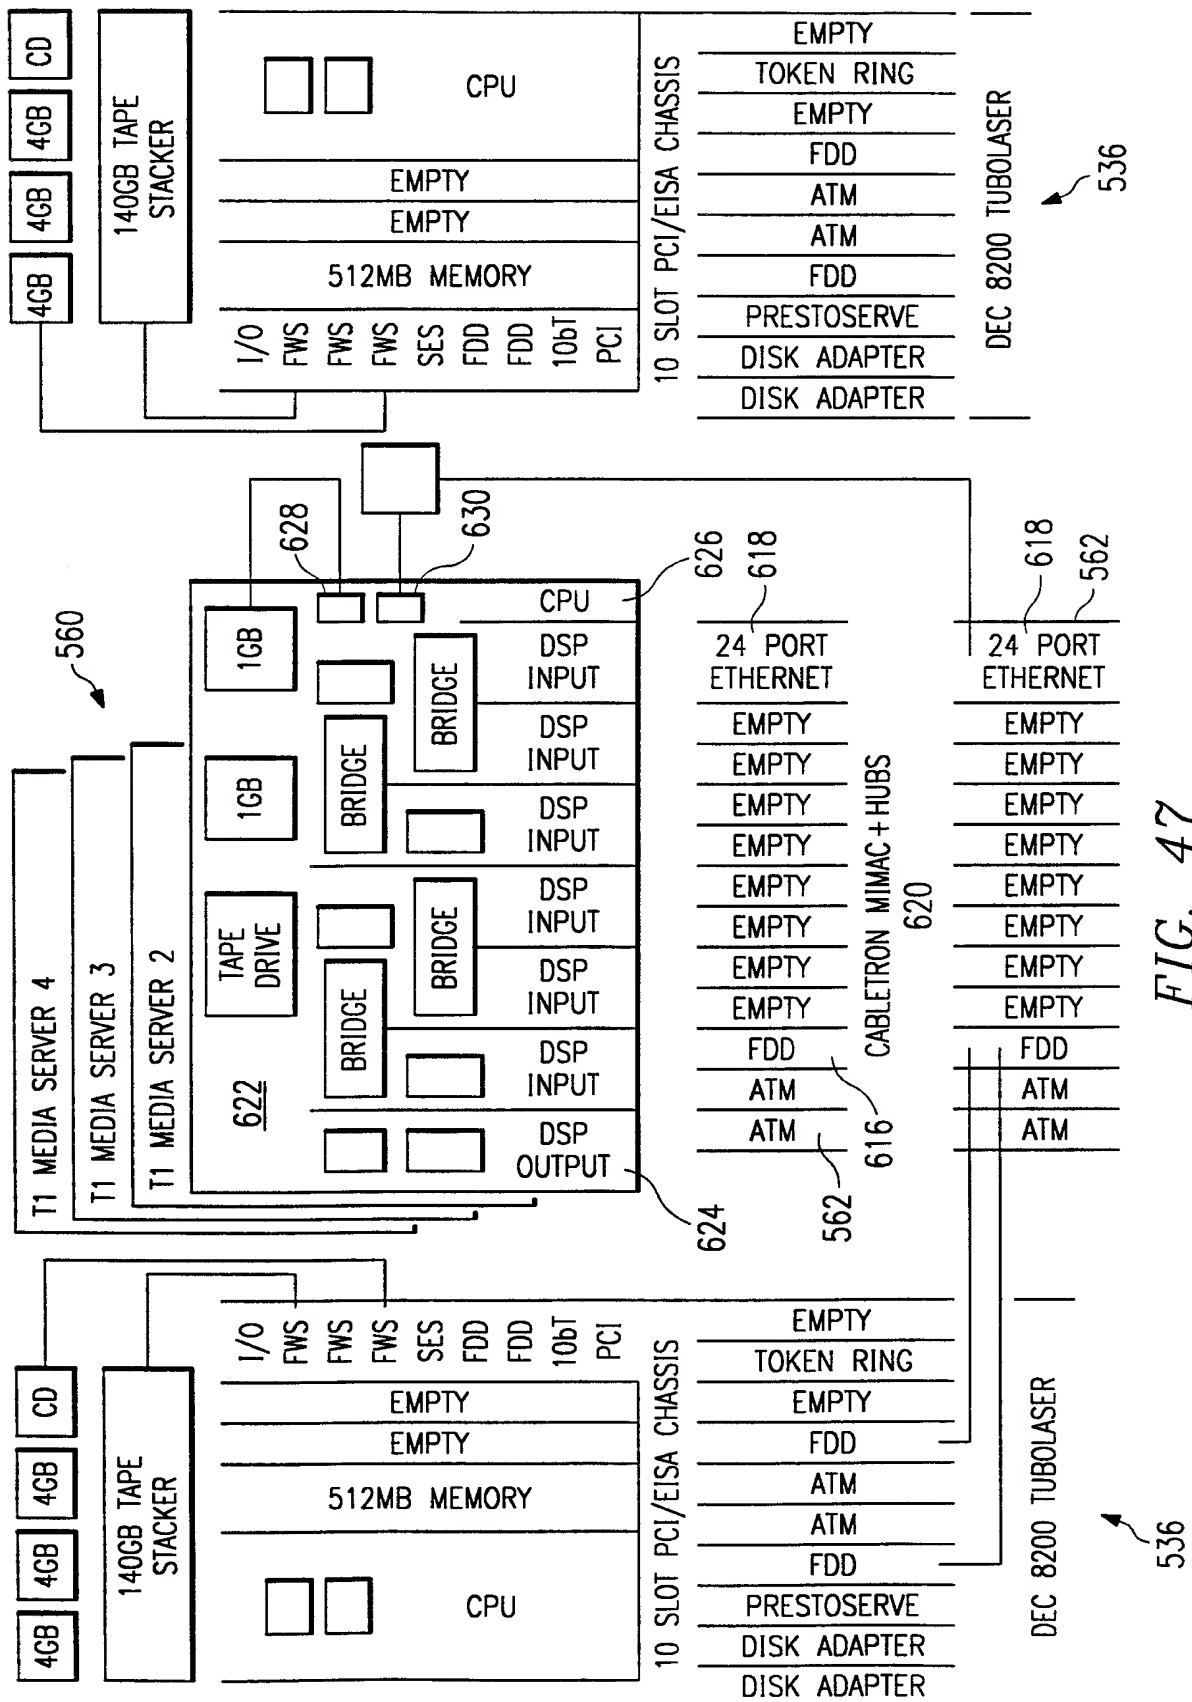 4GB
4GB
4GB
CD
140GB TAPE
STACKER
CPU
512MB MEMORY
EMPTY
EMPTY
I/O
FWS
FWS
FWS
SES
FDD
FDD
10bT
PCI
10 SLOT PCI/EISA CHASSIS
DISK ADAPTER
DISK ADAPTER
PRESTOSERVE
FDD
ATM
ATM
FDD
EMPTY
TOKEN RING
EMPTY
DEC 8200 TUBOLASER
536
560
T1 MEDIA SERVER 4
T1 MEDIA SERVER 3
T1 MEDIA SERVER 2
622
TAPE
DRIVE
1GB
1GB
628
630
BRIDGE
BRIDGE
BRIDGE
BRIDGE
DSP
OUTPUT
DSP
INPUT
DSP
INPUT
DSP
INPUT
DSP
INPUT
DSP
INPUT
DSP
INPUT
CPU
624
626
618
562
616
ATM
ATM
FDD
EMPTY
EMPTY
EMPTY
EMPTY
EMPTY
EMPTY
EMPTY
EMPTY
24 PORT
ETHERNET
CABLETRON MIMAC+HUBS
620
ATM
ATM
FDD
EMPTY
EMPTY
EMPTY
EMPTY
EMPTY
EMPTY
EMPTY
EMPTY
24 PORT
ETHERNET
618
562
4GB
4GB
4GB
CD
140GB TAPE
STACKER
I/O
FWS
FWS
FWS
SES
FDD
FDD
10bT
PCI
512MB MEMORY
EMPTY
EMPTY
CPU
10 SLOT PCI/EISA CHASSIS
DISK ADAPTER
DISK ADAPTER
PRESTOSERVE
FDD
ATM
ATM
FDD
EMPTY
TOKEN RING
EMPTY
DEC 8200 TUBOLASER
536
FIG. 47